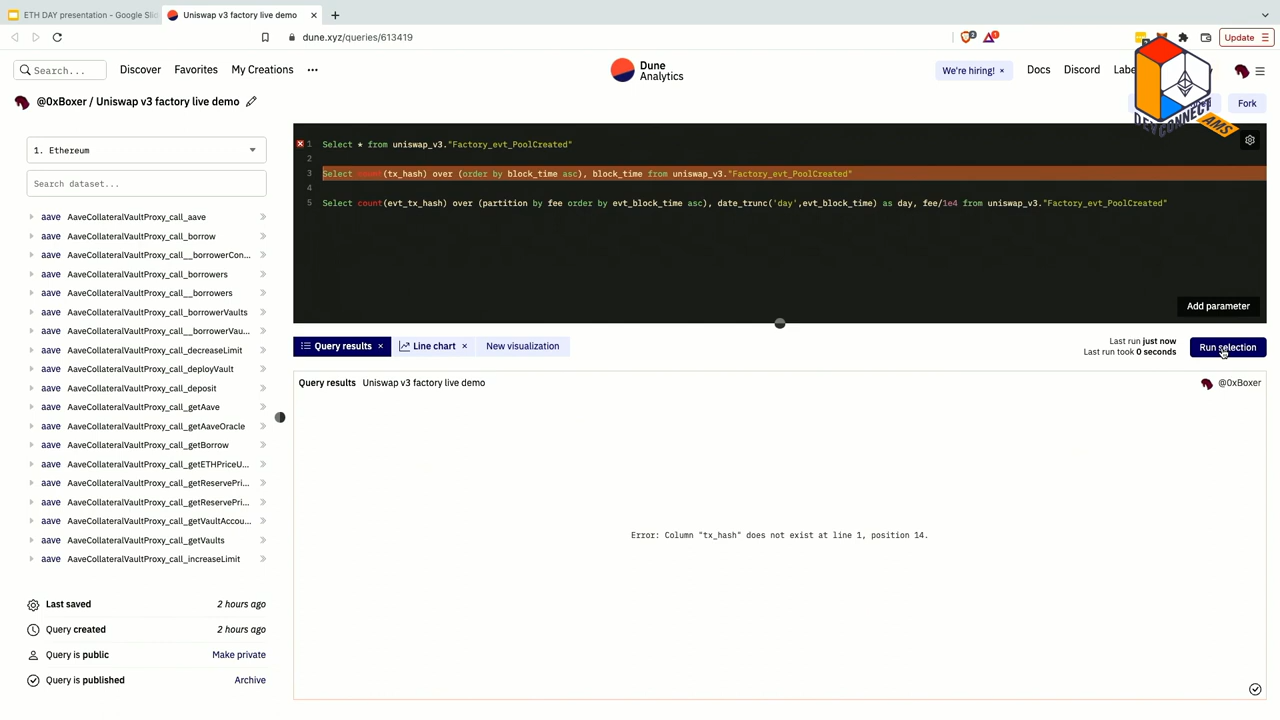 ETH DAY presentation - Google Slid
Uniswap v3 factory live demo
dune.xyz/queries/613419
2
1
Update
Search...
Discover
Favorites
My Creations
Dune
Analytics
We're hiring! ×
Docs
Discord
Labe
@0xBoxer / Uniswap v3 factory live demo
Fork
DEVCONNECT
AMS
1. Ethereum
Search dataset...
aave AaveCollateralVaultProxy_call_aave
aave AaveCollateralVaultProxy_call_borrow
aave AaveCollateralVaultProxy_call__borrowerCon...
aave AaveCollateralVaultProxy_call_borrowers
aave AaveCollateralVaultProxy_call__borrowers
aave AaveCollateralVaultProxy_call_borrowerVaults
aave AaveCollateralVaultProxy_call__borrowerVau...
aave AaveCollateralVaultProxy_call_decreaseLimit
aave AaveCollateralVaultProxy_call_deployVault
aave AaveCollateralVaultProxy_call_deposit
aave AaveCollateralVaultProxy_call_getAave
aave AaveCollateralVaultProxy_call_getAaveOracle
aave AaveCollateralVaultProxy_call_getBorrow
aave AaveCollateralVaultProxy_call_getETHPriceU...
aave AaveCollateralVaultProxy_call_getReservePri...
aave AaveCollateralVaultProxy_call_getReservePri...
aave AaveCollateralVaultProxy_call_getVaultAccou...
aave AaveCollateralVaultProxy_call_getVaults
aave AaveCollateralVaultProxy_call_increaseLimit
Last saved 2 hours ago
Query created 2 hours ago
Query is public Make private
Query is published Archive
1 Select * from uniswap_v3."Factory_evt_PoolCreated"
2
3 Select count(tx_hash) over (order by block_time asc), block_time from uniswap_v3."Factory_evt_PoolCreated")
4
5 Select count(evt_tx_hash) over (partition by fee order by evt_block_time asc), date_trunc('day',evt_block_time) as day, fee/1e4 from uniswap_v3."Factory_evt_PoolCreated"
Add parameter
Query results ×
Line chart ×
New visualization
Last run just now
Last run took 0 seconds
Run selection
Query results Uniswap v3 factory live demo
@0xBoxer
Error: Column "tx_hash" does not exist at line 1, position 14.